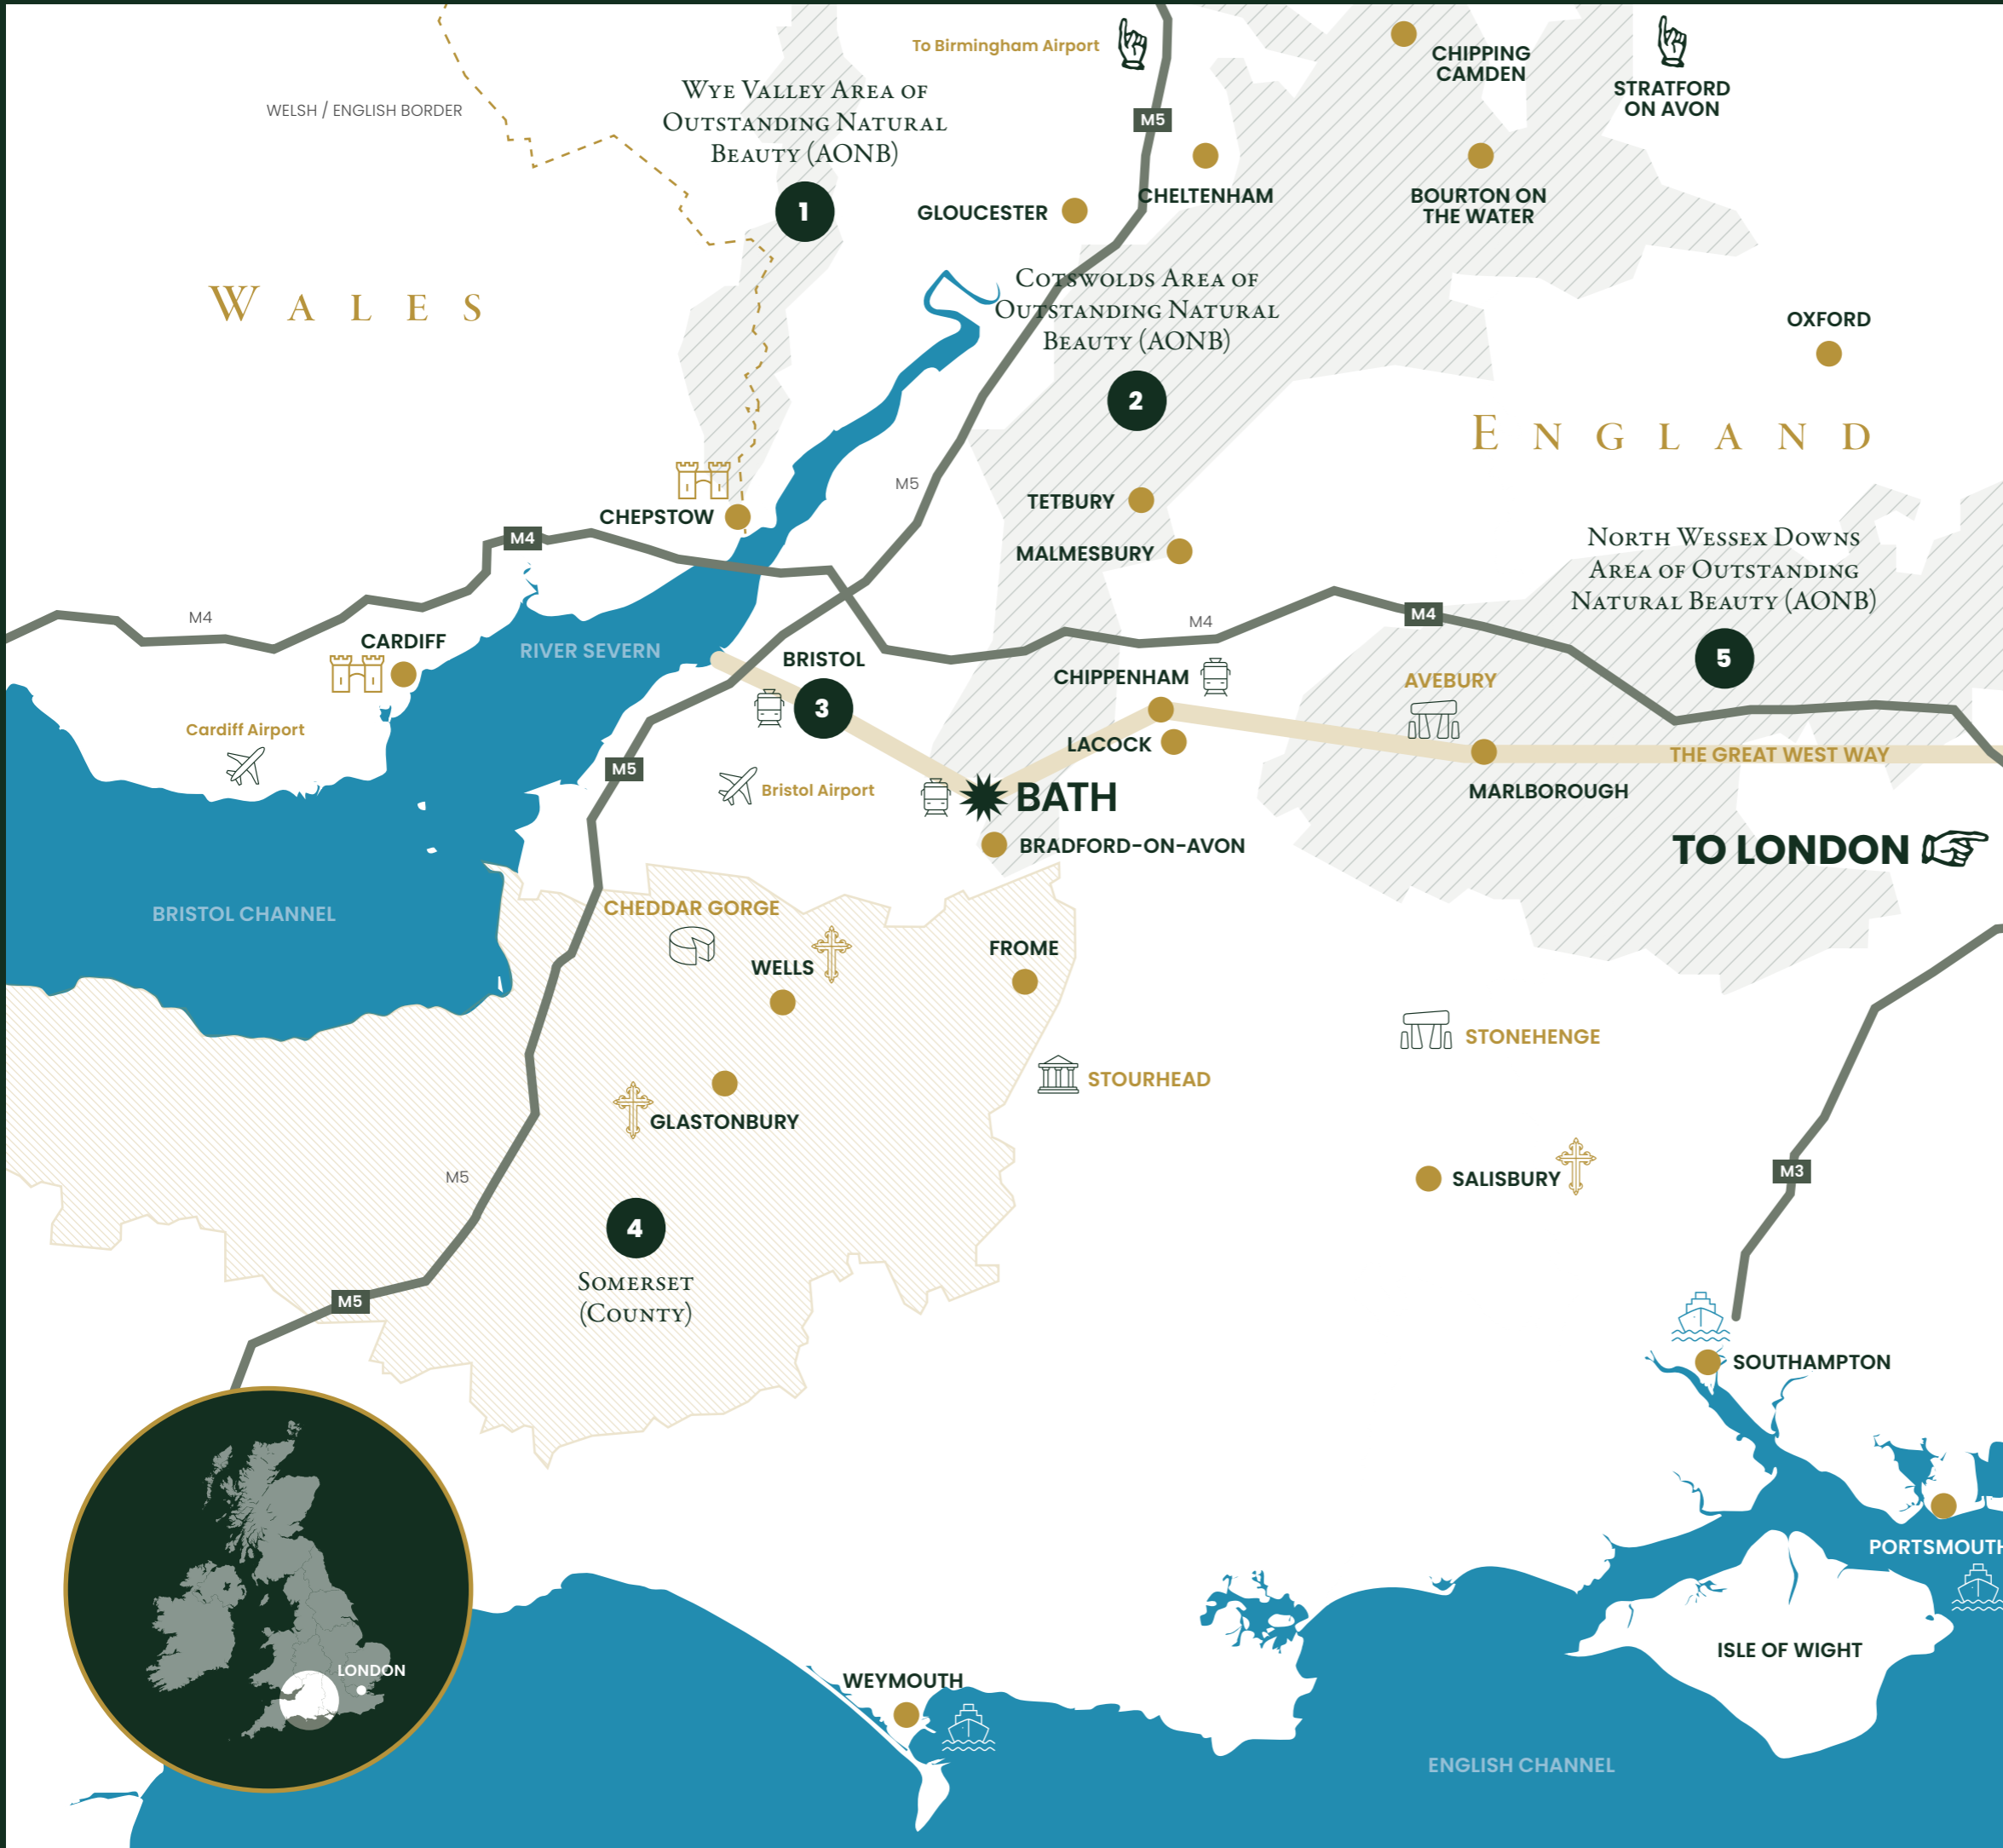 To Birmingham Airport
CHIPPING
CAMDEN
STRATFORD
ON AVON
WELSH / ENGLISH BORDER
Wye Valley Area of
Outstanding Natural
Beauty (AONB)
M5
1
GLOUCESTER
CHELTENHAM
BOURTON ON
THE WATER
WALES
Cotswolds Area of
Outstanding Natural
Beauty (AONB)
2
OXFORD
ENGLAND
M5
TETBURY
CHEPSTOW
MALMESBURY
M4
North Wessex Downs
Area of Outstanding
Natural Beauty (AONB)
5
M4
M4
M4
CARDIFF
RIVER SEVERN
BRISTOL
3
CHIPPENHAM
AVEBURY
Cardiff Airport
LACOCK
THE GREAT WEST WAY
M5
Bristol Airport
BATH
MARLBOROUGH
BRADFORD-ON-AVON
TO LONDON
BRISTOL CHANNEL
CHEDDAR GORGE
WELLS
FROME
STONEHENGE
STOURHEAD
GLASTONBURY
M5
SALISBURY
M3
4
Somerset
(County)
M5
SOUTHAMPTON
PORTSMOUTH
ISLE OF WIGHT
LONDON
WEYMOUTH
ENGLISH CHANNEL